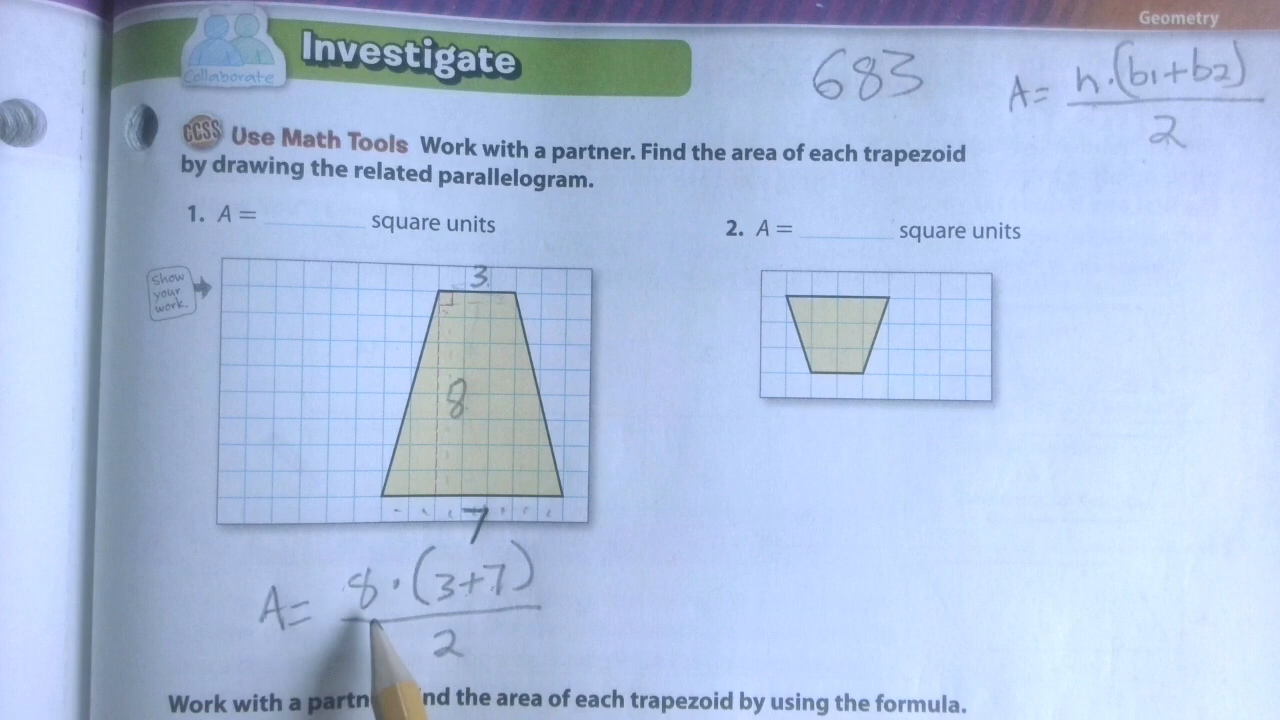 Geometry
Investigate
Collaborate
683
A= h·(b1+b2)
2
CCSS Use Math Tools Work with a partner. Find the area of each trapezoid
by drawing the related parallelogram.
1. A = ________ square units
2. A = ________ square units
Show
your
work.
3
8
7
A= 8·(3+7)
2
Work with a partn nd the area of each trapezoid by using the formula.